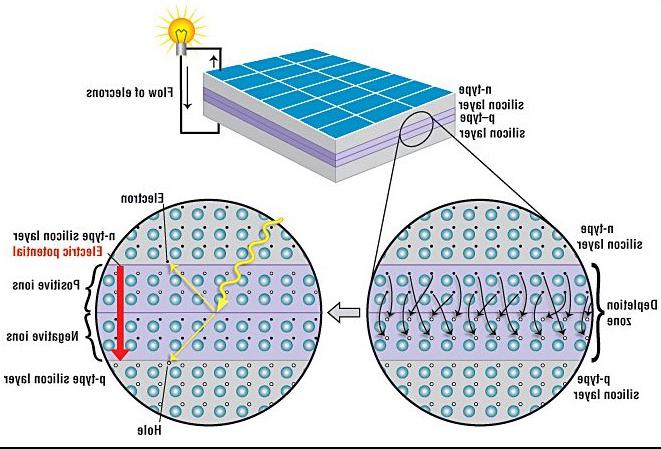 Flow of elecrons
n-type
silicon layer
p-type
silicon layer
Electron
n-type silicon layer
Electric potential
Positive ions
Negative ions
p-type silicon layer
Hole
n-type
silicon layer
Depletion
zone
p-type
silicon layer